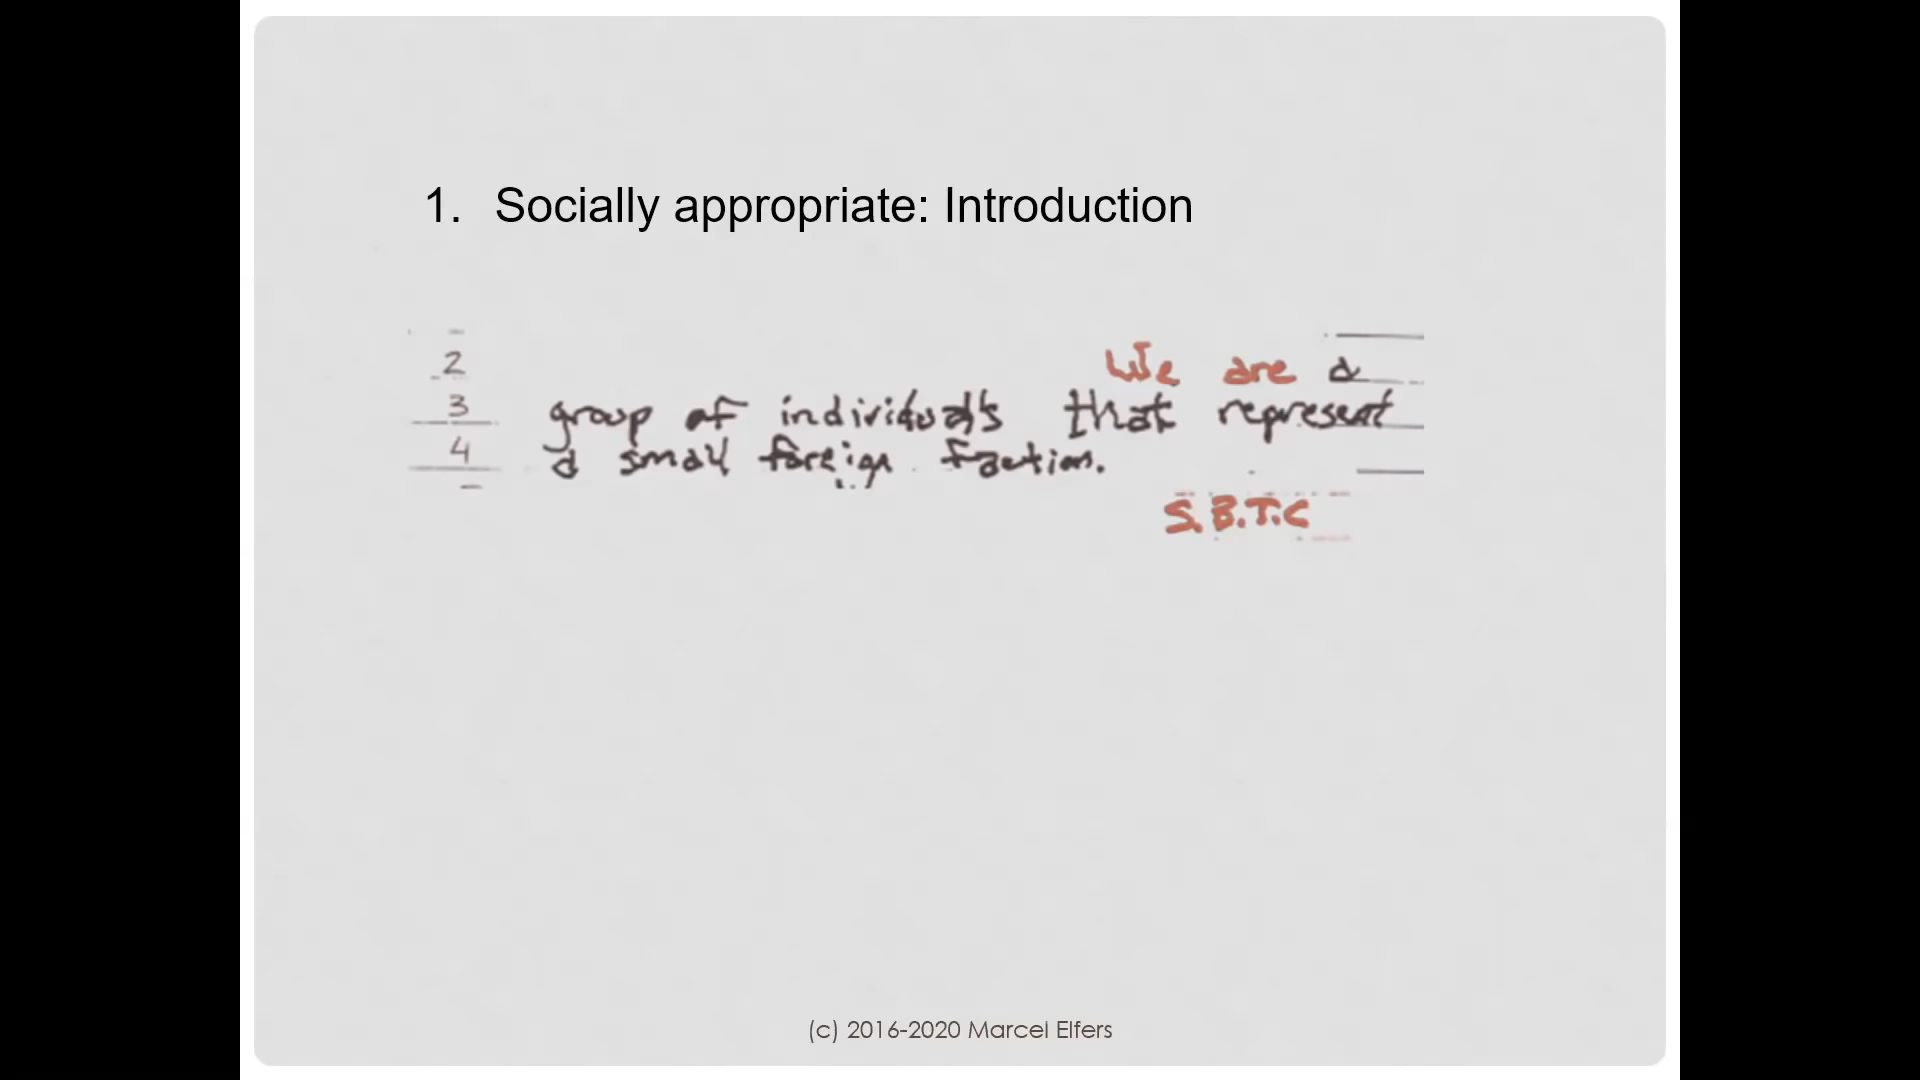 1. Socially appropriate: Introduction
2 We are a
3 group of individuals that represent
4 a small foreign faction.
S.B.T.C
(c) 2016-2020 Marcel Elfers